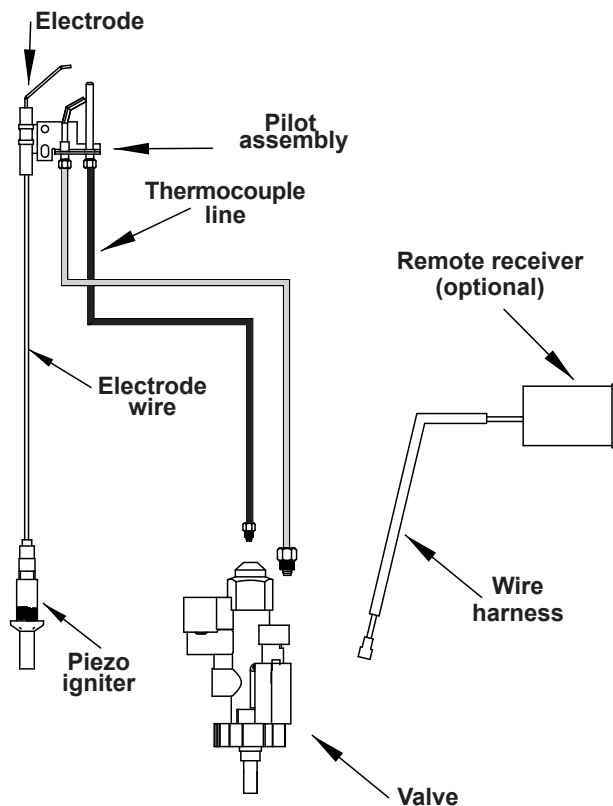 Electrode
Pilot
assembly
Thermocouple
line
Remote receiver
(optional)
Electrode
wire
Wire
harness
Piezo
igniter
Valve